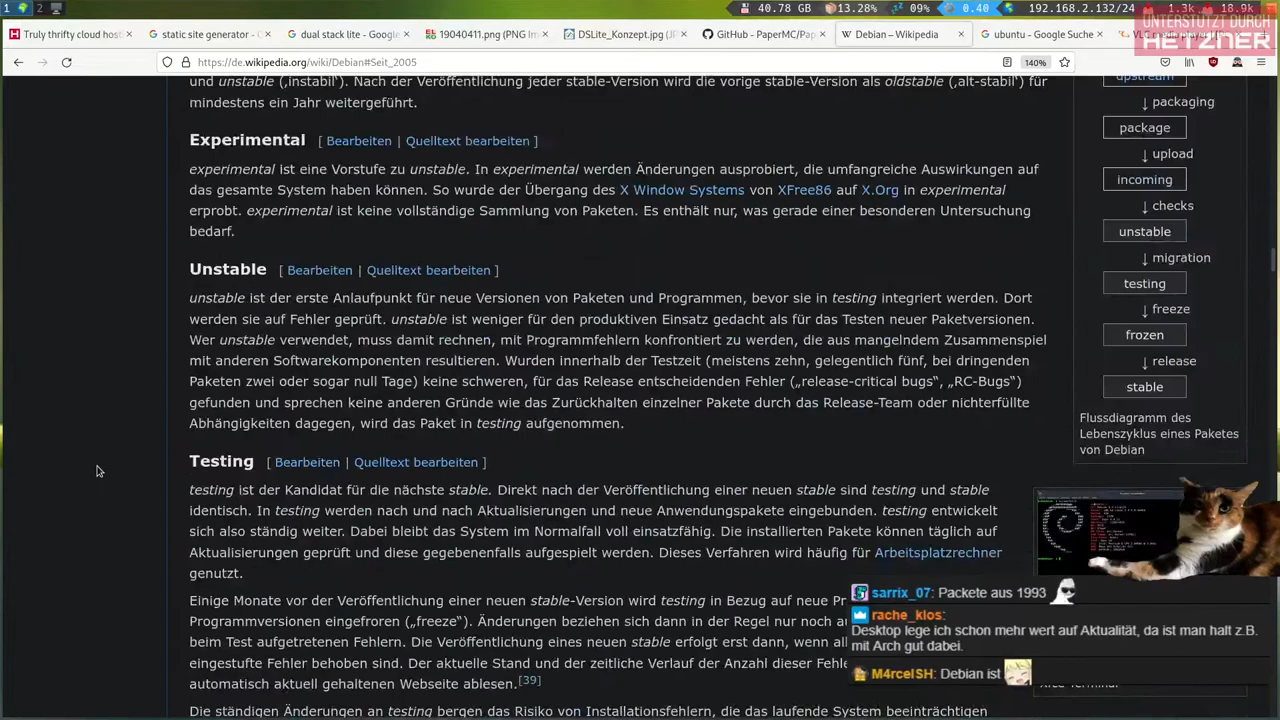 1 2 40.78 GB 13.28% 09% 0.40 192.168.2.132/24 1.3k 18.9k
UNTERSTÜTZT DURCH
HETZNER
Truly thrifty cloud hosti static site generator - G dual stack lite - Google 19040411.png (PNG Im DSLite_Konzept.jpg (JPE GitHub - PaperMC/Pap Debian – Wikipedia ubuntu - Google Suche
https://de.wikipedia.org/wiki/Debian#Seit_2005 140%
und unstable (‚instabil‘). Nach der Veröffentlichung jeder stable-Version wird die vorige stable-Version als oldstable (‚alt-stabil‘) für
mindestens ein Jahr weitergeführt.
Experimental [ Bearbeiten | Quelltext bearbeiten ]
experimental ist eine Vorstufe zu unstable. In experimental werden Änderungen ausprobiert, die umfangreiche Auswirkungen auf
das gesamte System haben können. So wurde der Übergang des X Window Systems von XFree86 auf X.Org in experimental
erprobt. experimental ist keine vollständige Sammlung von Paketen. Es enthält nur, was gerade einer besonderen Untersuchung
bedarf.
Unstable [ Bearbeiten | Quelltext bearbeiten ]
unstable ist der erste Anlaufpunkt für neue Versionen von Paketen und Programmen, bevor sie in testing integriert werden. Dort
werden sie auf Fehler geprüft. unstable ist weniger für den produktiven Einsatz gedacht als für das Testen neuer Paketversionen.
Wer unstable verwendet, muss damit rechnen, mit Programmfehlern konfrontiert zu werden, die aus mangelndem Zusammenspiel
mit anderen Softwarekomponenten resultieren. Wurden innerhalb der Testzeit (meistens zehn, gelegentlich fünf, bei dringenden
Paketen zwei oder sogar null Tage) keine schweren, für das Release entscheidenden Fehler („release-critical bugs“, „RC-Bugs“)
gefunden und sprechen keine anderen Gründe wie das Zurückhalten einzelner Pakete durch das Release-Team oder nichterfüllte
Abhängigkeiten dagegen, wird das Paket in testing aufgenommen.
Testing [ Bearbeiten | Quelltext bearbeiten ]
testing ist der Kandidat für die nächste stable. Direkt nach der Veröffentlichung einer neuen stable sind testing und stable
identisch. In testing werden nach und nach Aktualisierungen und neue Anwendungspakete eingebunden. testing entwickelt
sich also ständig weiter. Dabei bleibt das System im Normalfall voll einsatzfähig. Die installierten Pakete können täglich auf
Aktualisierungen geprüft und diese gegebenenfalls aufgespielt werden. Dieses Verfahren wird häufig für Arbeitsplatzrechner
genutzt.
Einige Monate vor der Veröffentlichung einer neuen stable-Version wird testing in Bezug auf neue Pr
Programmversionen eingefroren („freeze“). Änderungen beziehen sich dann in der Regel nur noch au
beim Test aufgetretenen Fehlern. Die Veröffentlichung eines neuen stable erfolgt erst dann, wenn all
eingestufte Fehler behoben sind. Der aktuelle Stand und der zeitliche Verlauf der Anzahl dieser Fehle
automatisch aktuell gehaltenen Webseite ablesen.[39]
Die ständigen Änderungen an testing bergen das Risiko von Installationsfehlern, die das laufende System beeinträchtigen
upstream
↓ packaging
package
↓ upload
incoming
↓ checks
unstable
↓ migration
testing
↓ freeze
frozen
↓ release
stable
Flussdiagramm des
Lebenszyklus eines Paketes
von Debian
sarrix_07: Packete aus 1993
rache_klos:
Desktop lege ich schon mehr wert auf Aktualität, da ist man halt z.B.
mit Arch gut dabei.
M4rcelSH: Debian ist
Xfce Terminal